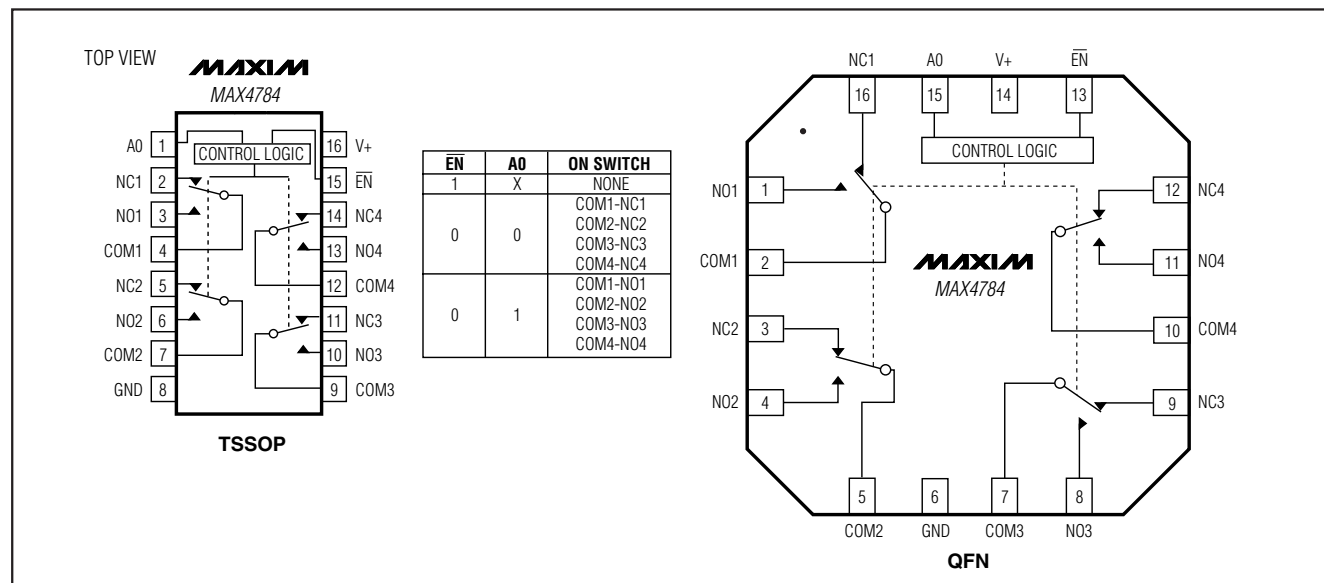 TOP VIEW
MAXIM
MAX4784
A0 1
NC1 2
NO1 3
COM1 4
NC2 5
NO2 6
COM2 7
GND 8
CONTROL LOGIC
16 V+
15 EN
14 NC4
13 NO4
12 COM4
11 NC3
10 NO3
9 COM3
TSSOP
EN A0 ON SWITCH
1 X NONE
0 0 COM1-NC1
COM2-NC2
COM3-NC3
COM4-NC4
0 1 COM1-NO1
COM2-NO2
COM3-NO3
COM4-NO4
NC1 A0 V+ EN
16 15 14 13
CONTROL LOGIC
NO1 1
COM1 2
NC2 3
NO2 4
MAXIM
MAX4784
12 NC4
11 NO4
10 COM4
9 NC3
5 6 7 8
COM2 GND COM3 NO3
QFN